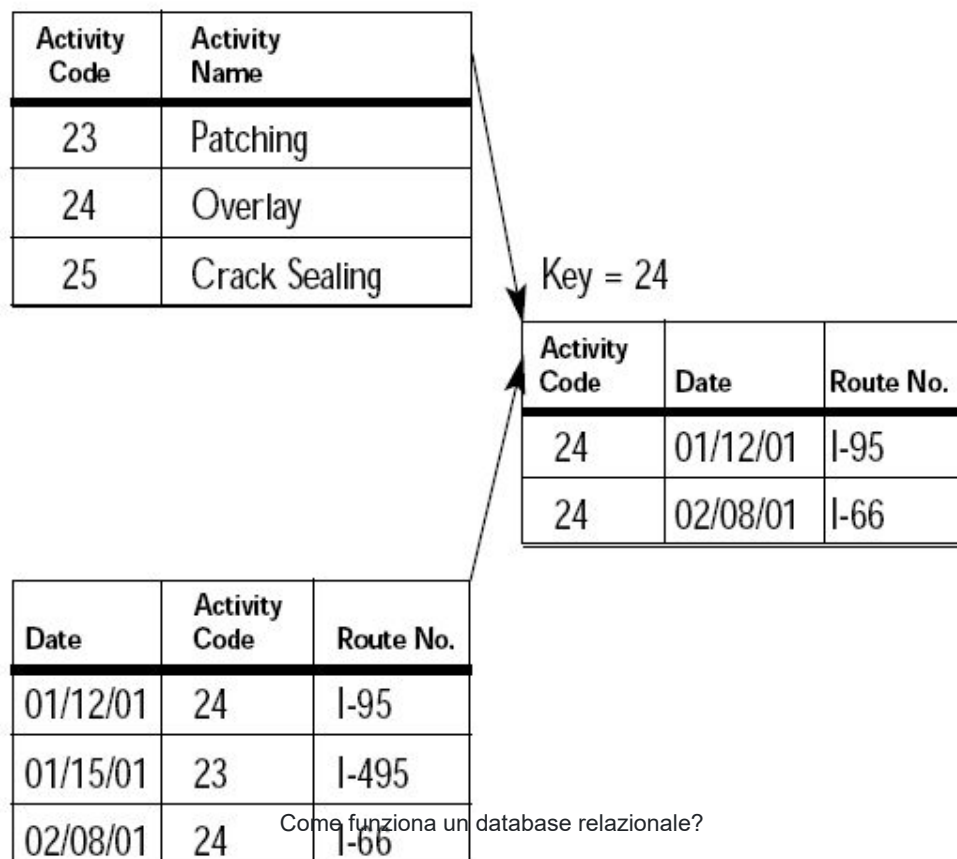 Activity Code Activity Name
23 Patching
24 Overlay
25 Crack Sealing
Key = 24
Activity Code Date Route No.
24 01/12/01 I-95
24 02/08/01 I-66
Date Activity Code Route No.
01/12/01 24 I-95
01/15/01 23 I-495
02/08/01 24 I-66
Come funziona un database relazionale?